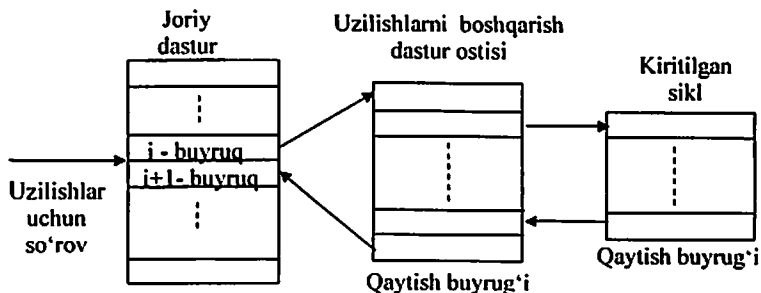 Joriy
dastur
Uzilishlarni boshqarish
dastur ostisi
Kiritilgan
sikl
i - buyruq
i+1- buyruq
Uzilishlar
uchun
so‘rov
Qaytish buyrug‘i
Qaytish buyrug‘i